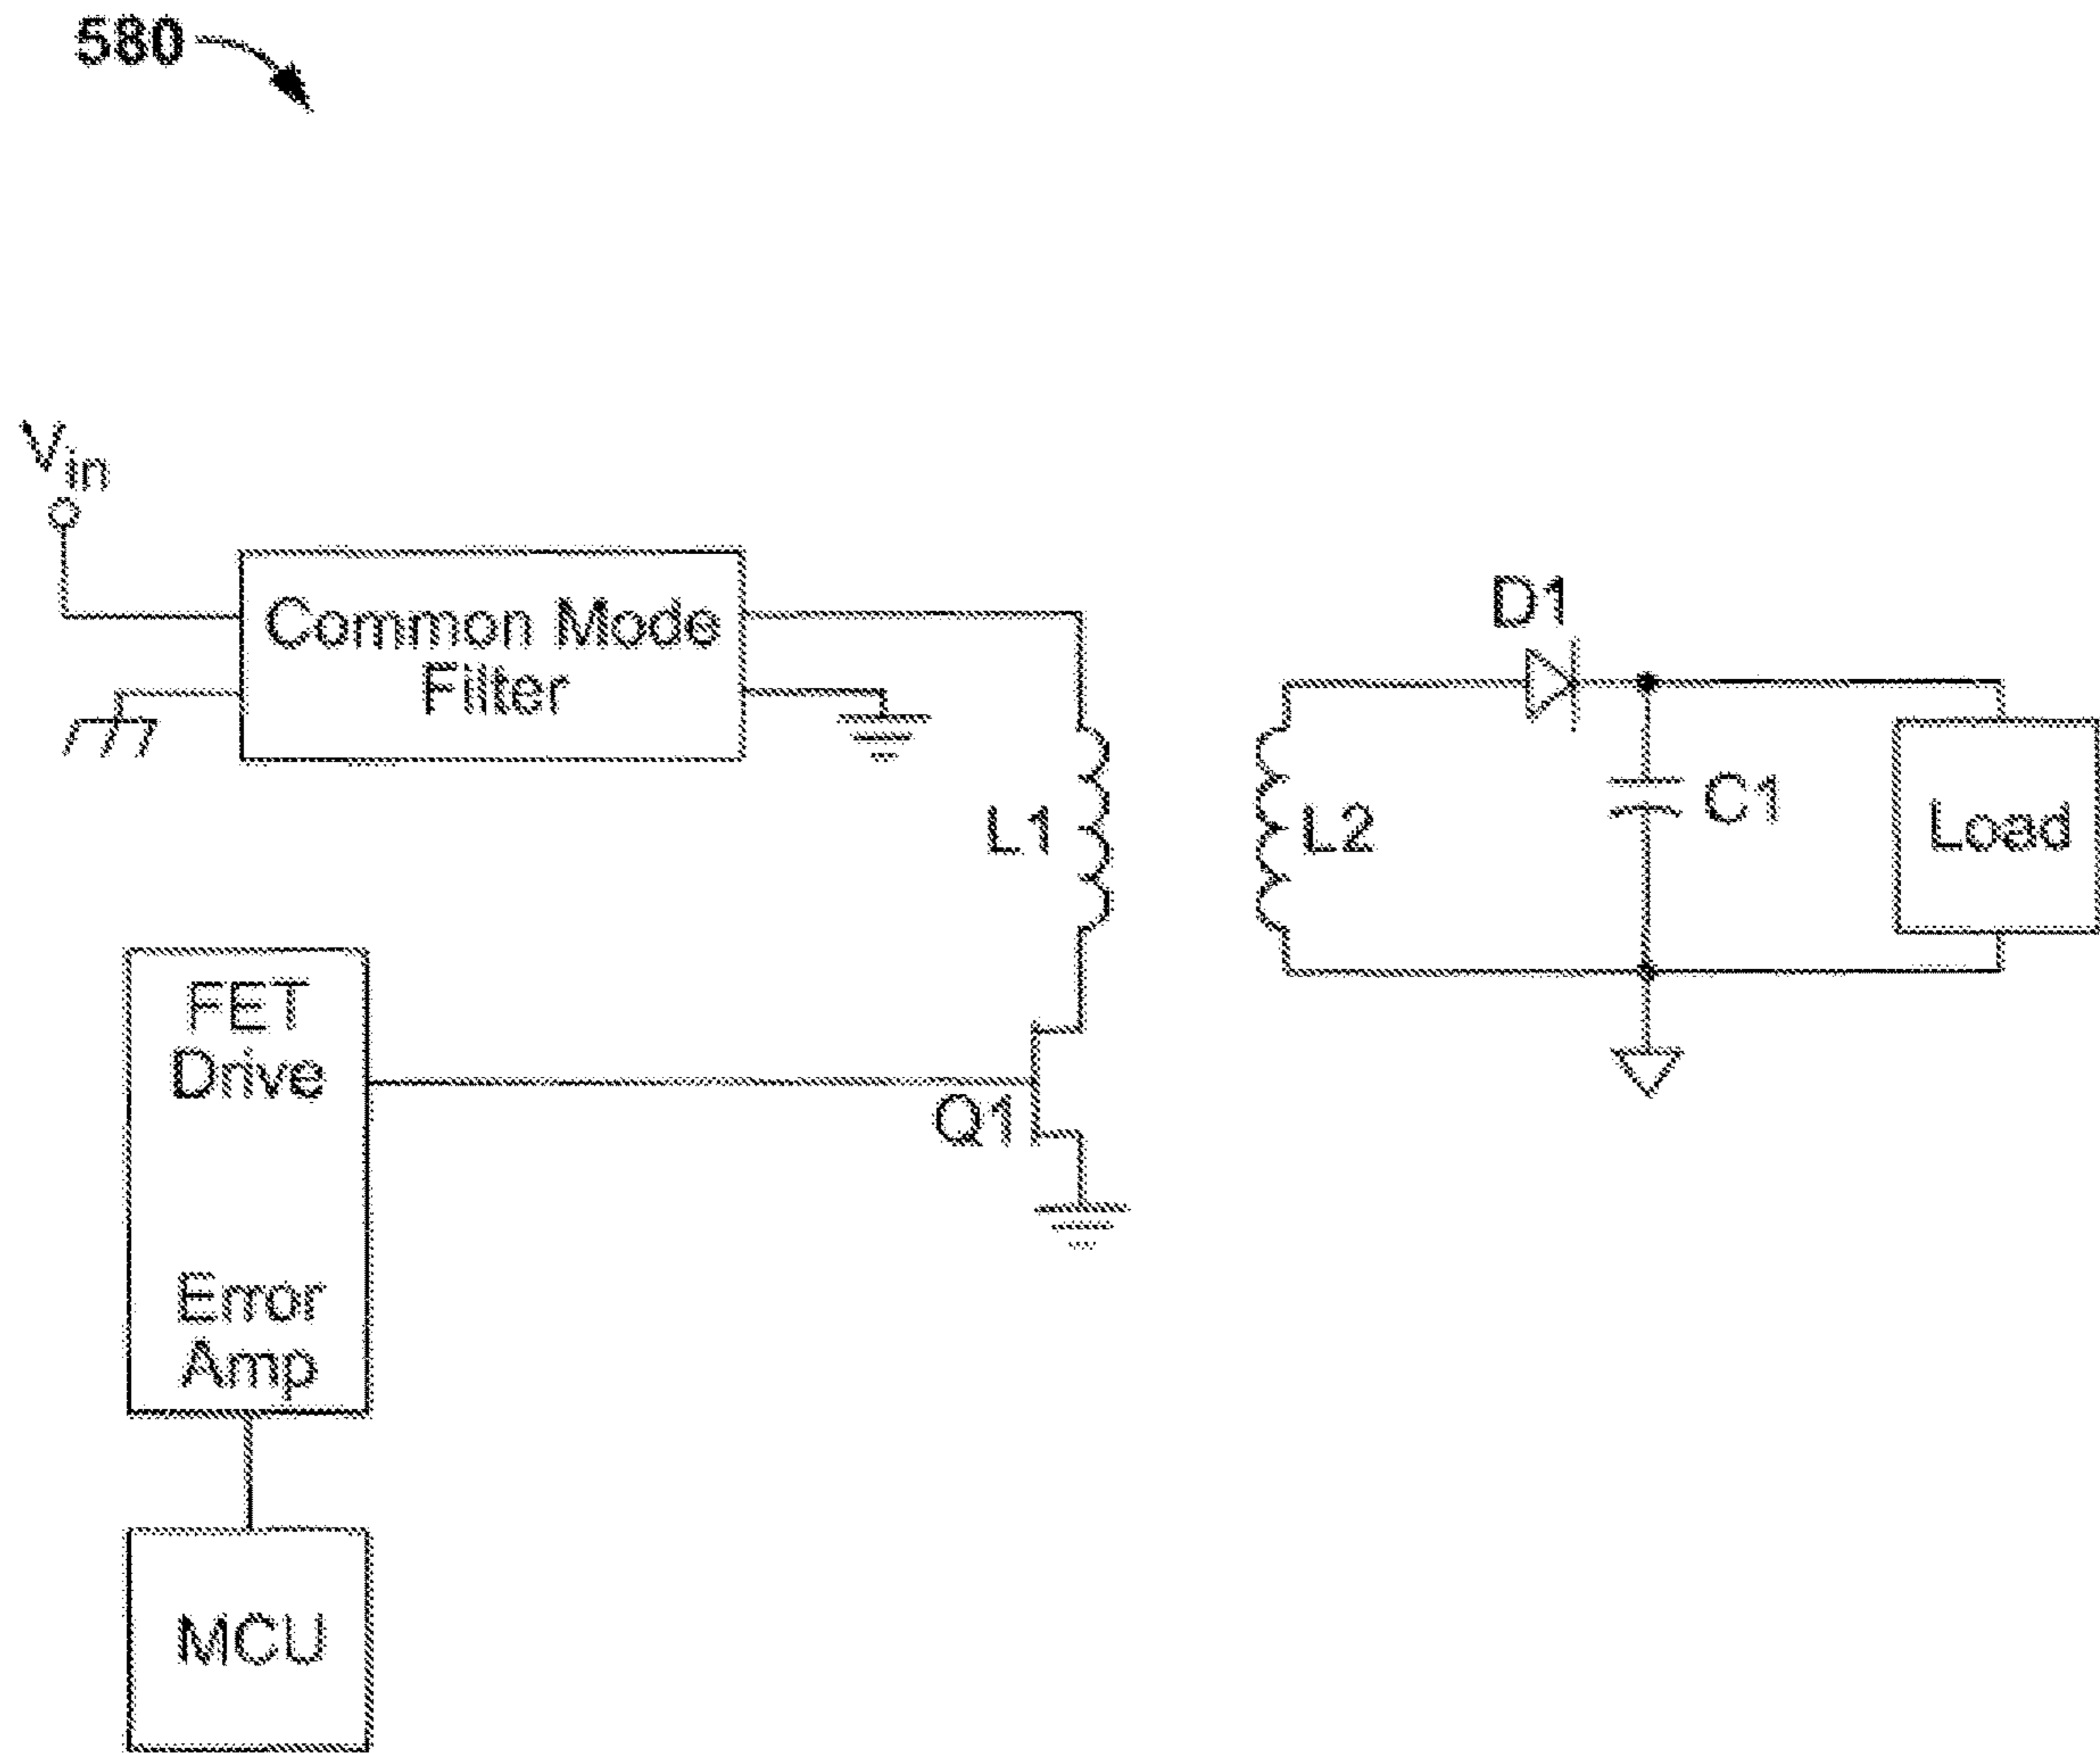 580
Vin
Common Mode
Filter
D1
L1
L2
C1
Load
FET
Drive
Q1
Error
Amp
MCU